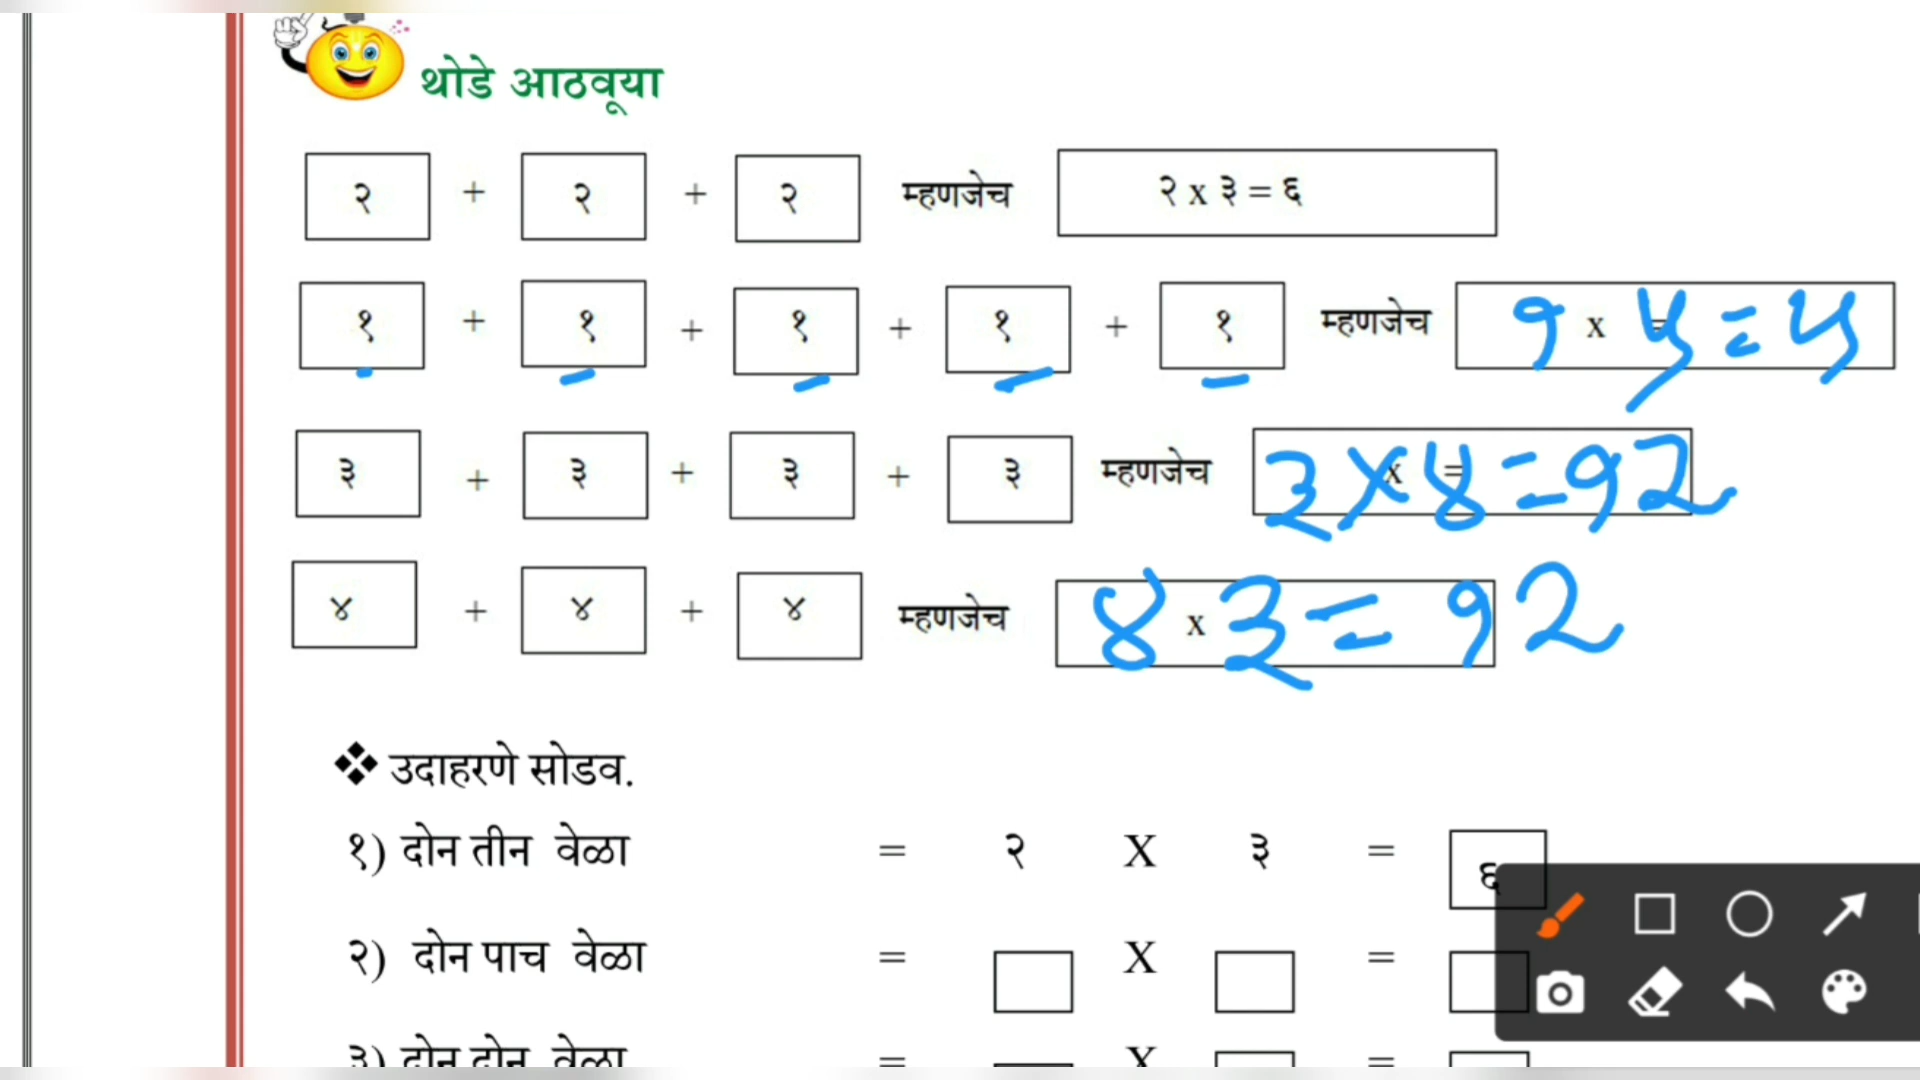 थोडे आठवूया
२ + २ + २ म्हणजेच २ x ३ = ६
१ + १ + १ + १ + १ म्हणजेच १ x ५ = ५
३ + ३ + ३ + ३ म्हणजेच ३ x ४ = १२
४ + ४ + ४ म्हणजेच ४ x ३ = १२
❖ उदाहरणे सोडव.
१) दोन तीन वेळा = २ X ३ = ६
२) दोन पाच वेळा = X =
३) दोन दोन वेळा = X =